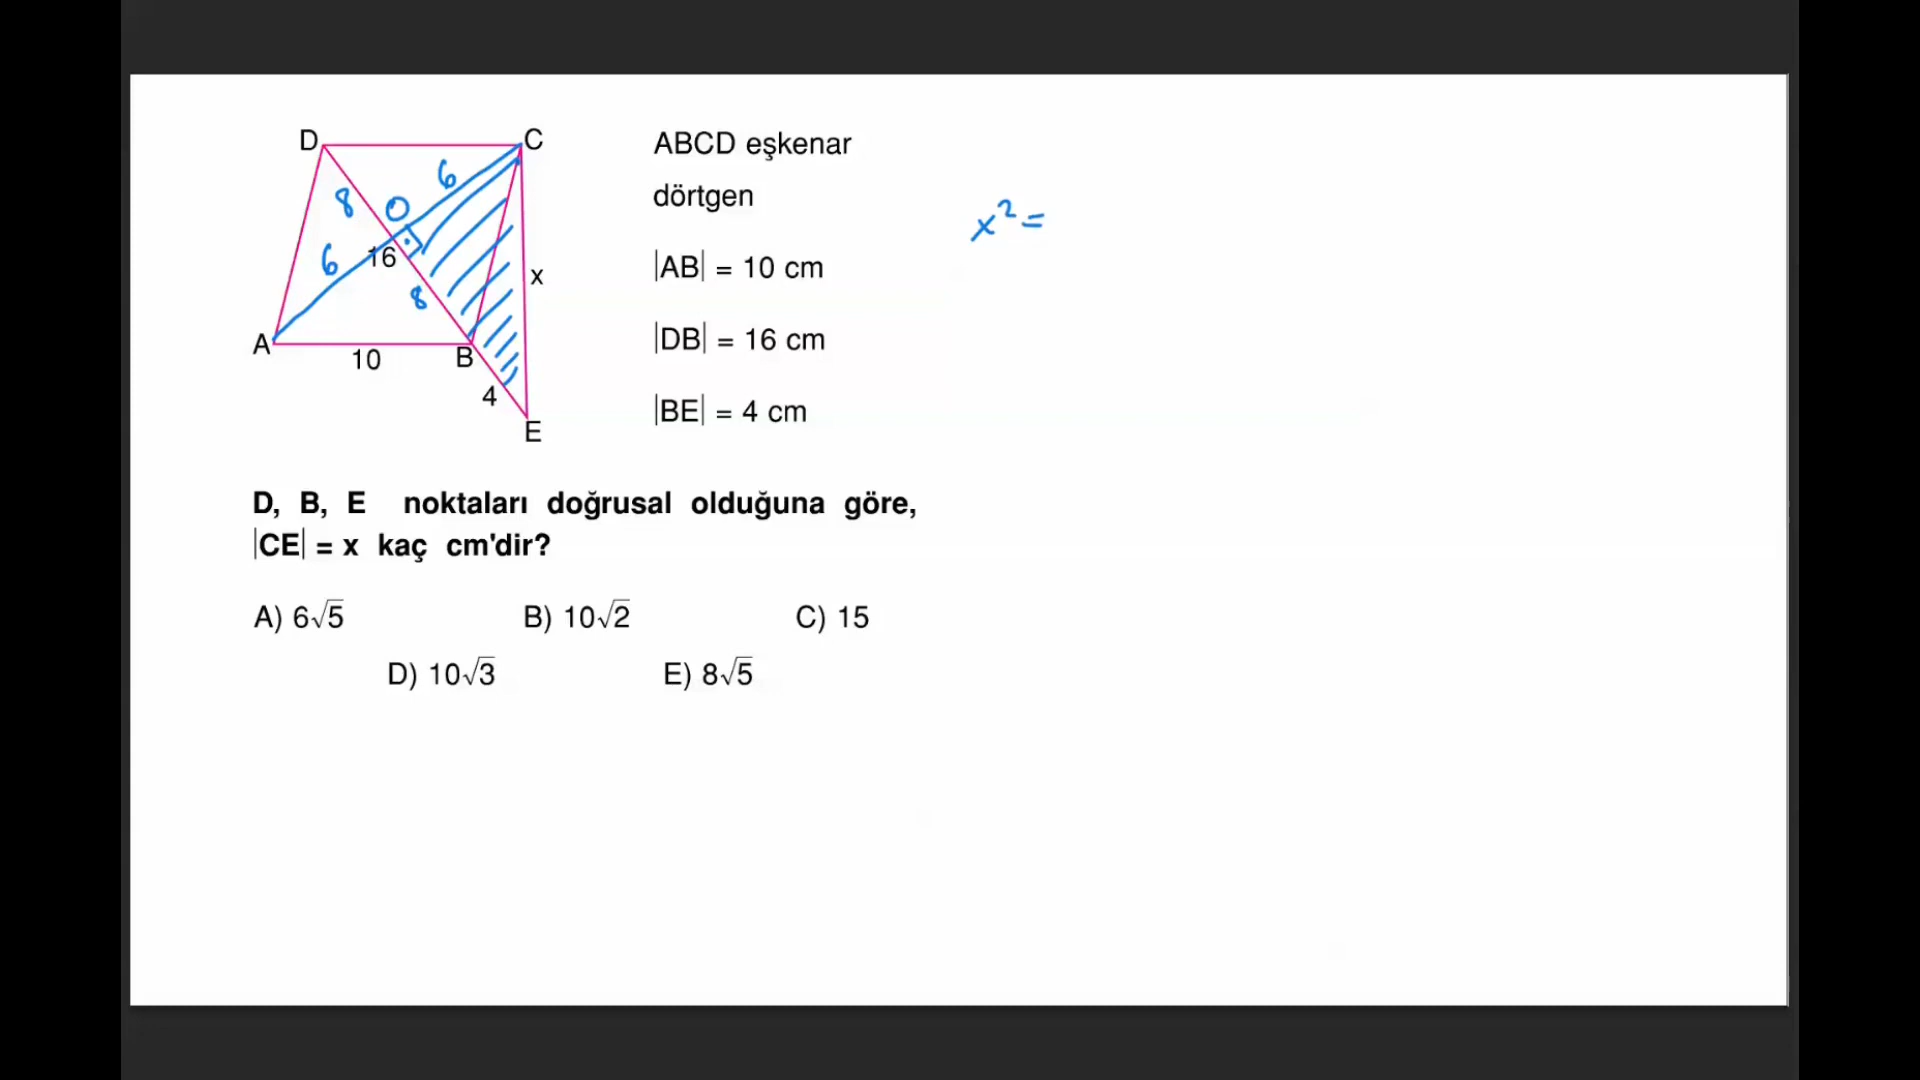 D C
6
8 O
6 16
8 x
A B
10
4
E
ABCD eşkenar
dörtgen
|AB| = 10 cm
|DB| = 16 cm
|BE| = 4 cm
x² =
D, B, E noktaları doğrusal olduğuna göre,
|CE| = x kaç cm'dir?
A) 6√5 B) 10√2 C) 15
D) 10√3 E) 8√5